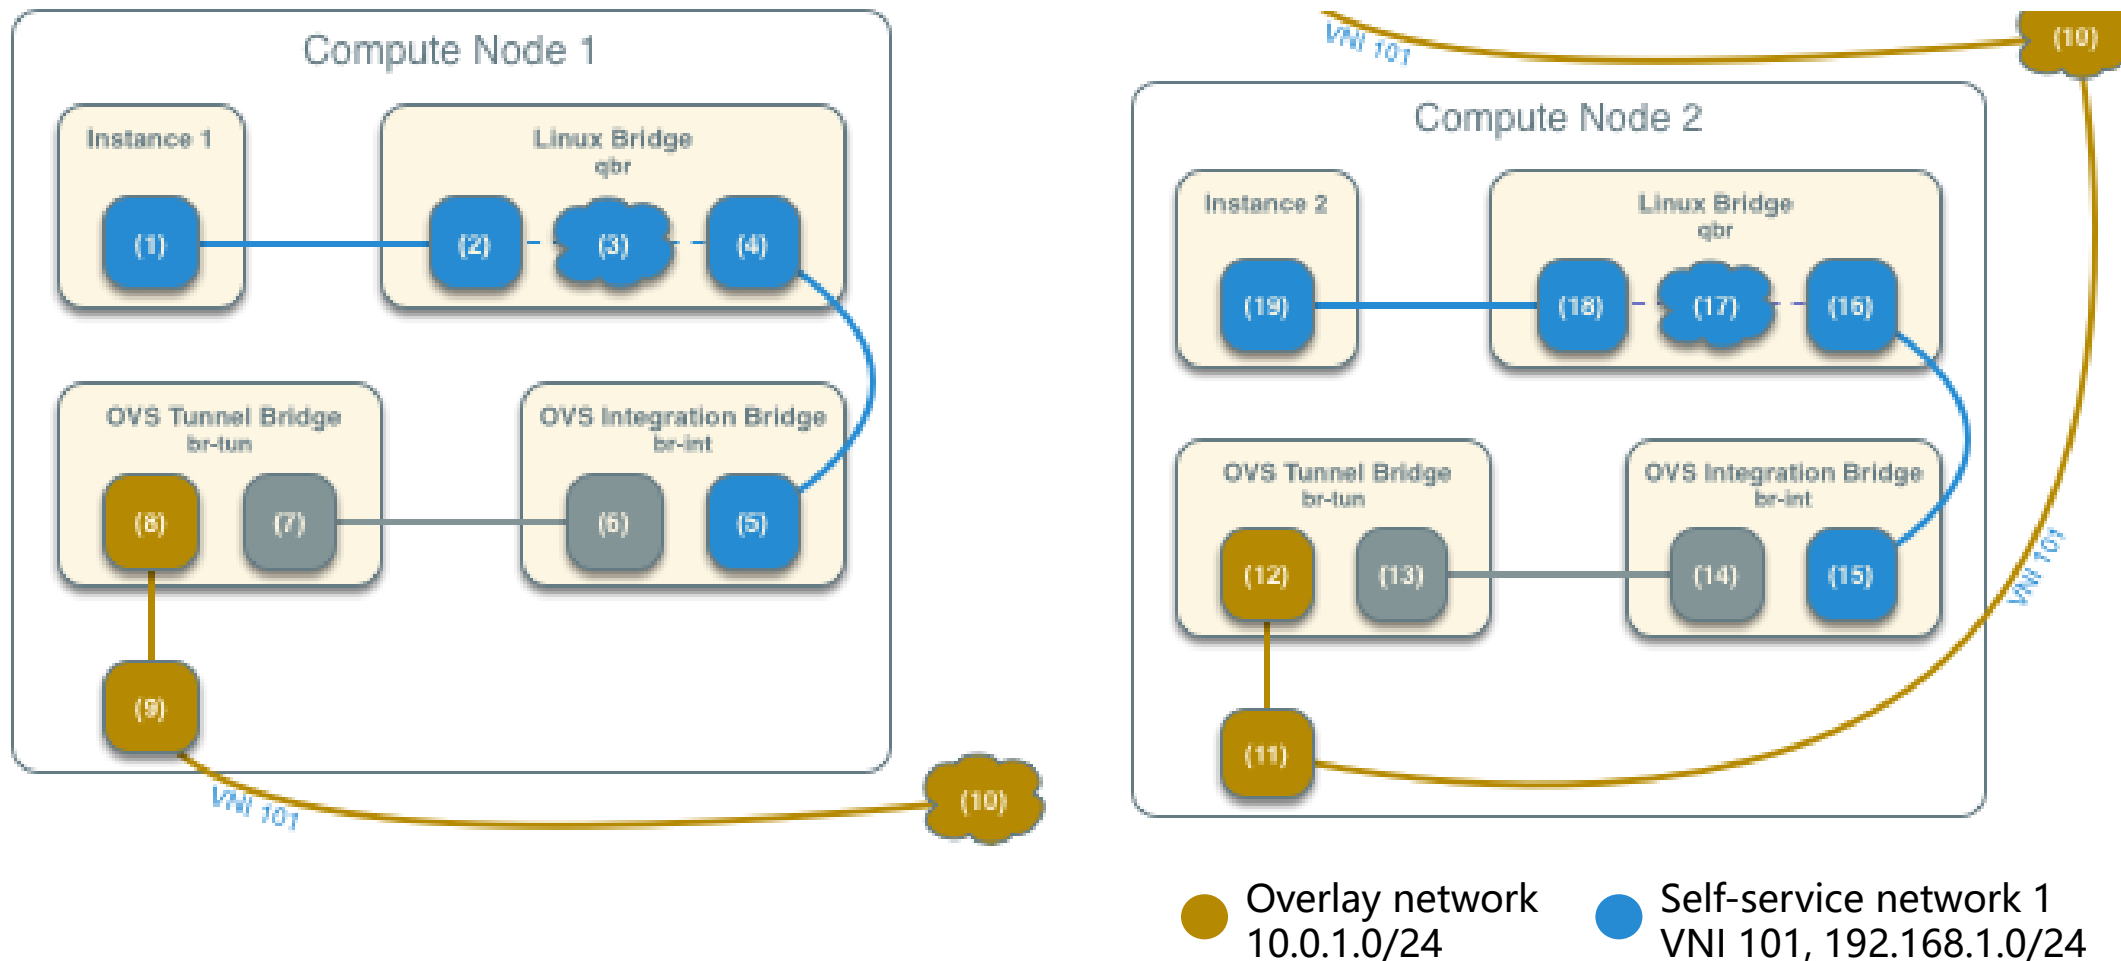 Compute Node 1
Instance 1
Linux Bridge
qbr
(1)
(2)
(3)
(4)
OVS Tunnel Bridge
br-tun
OVS Integration Bridge
br-int
(8)
(7)
(6)
(5)
(9)
VNI 101
(10)
VNI 101
(10)
Compute Node 2
Instance 2
Linux Bridge
qbr
(19)
(18)
(17)
(16)
OVS Tunnel Bridge
br-tun
OVS Integration Bridge
br-int
(12)
(13)
(14)
(15)
VNI 101
(11)
Overlay network
10.0.1.0/24
Self-service network 1
VNI 101, 192.168.1.0/24